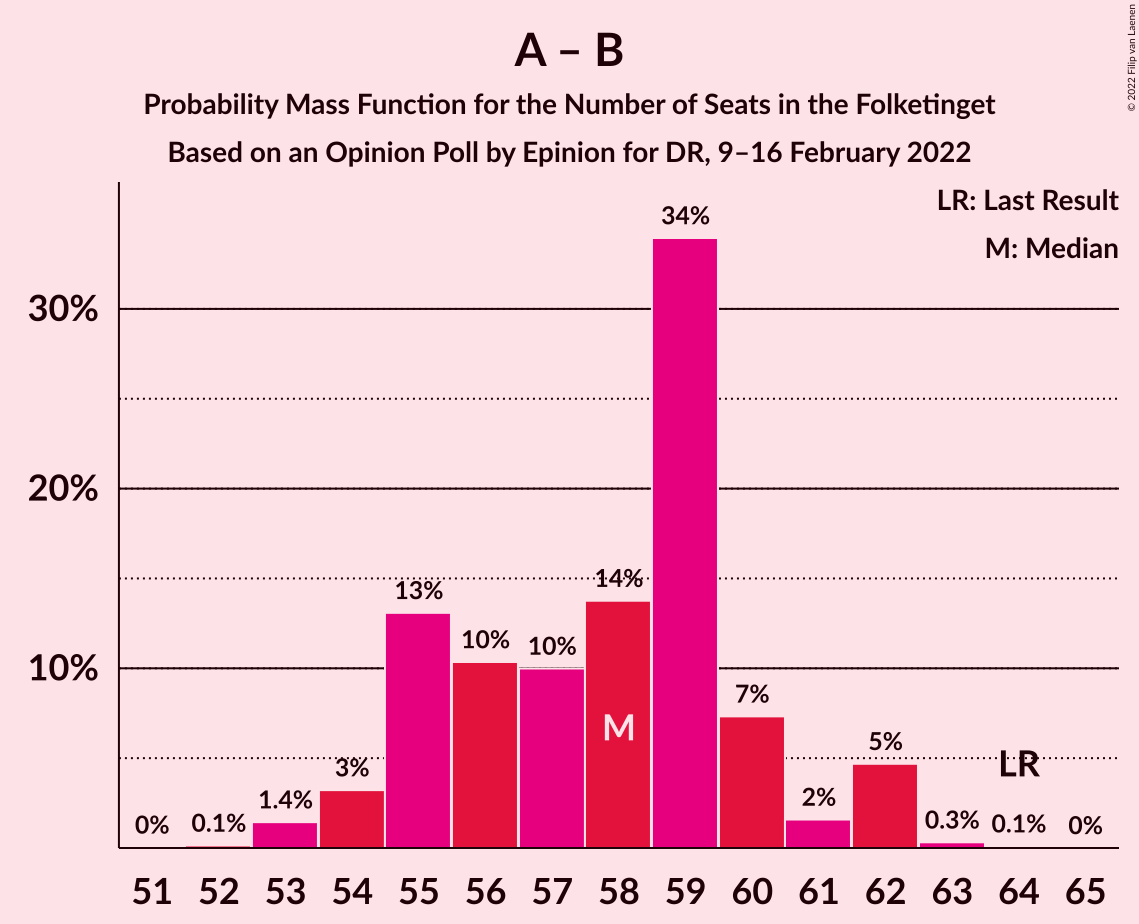 A – B
Probability Mass Function for the Number of Seats in the Folketinget
Based on an Opinion Poll by Epinion for DR, 9–16 February 2022
© 2022 Filip van Laenen
LR: Last Result
M: Median
30%
20%
10%
0%
0.1%
1.4%
3%
13%
10%
10%
14%
34%
7%
2%
5%
0.3%
0.1%
0%
M
LR
51 52 53 54 55 56 57 58 59 60 61 62 63 64 65